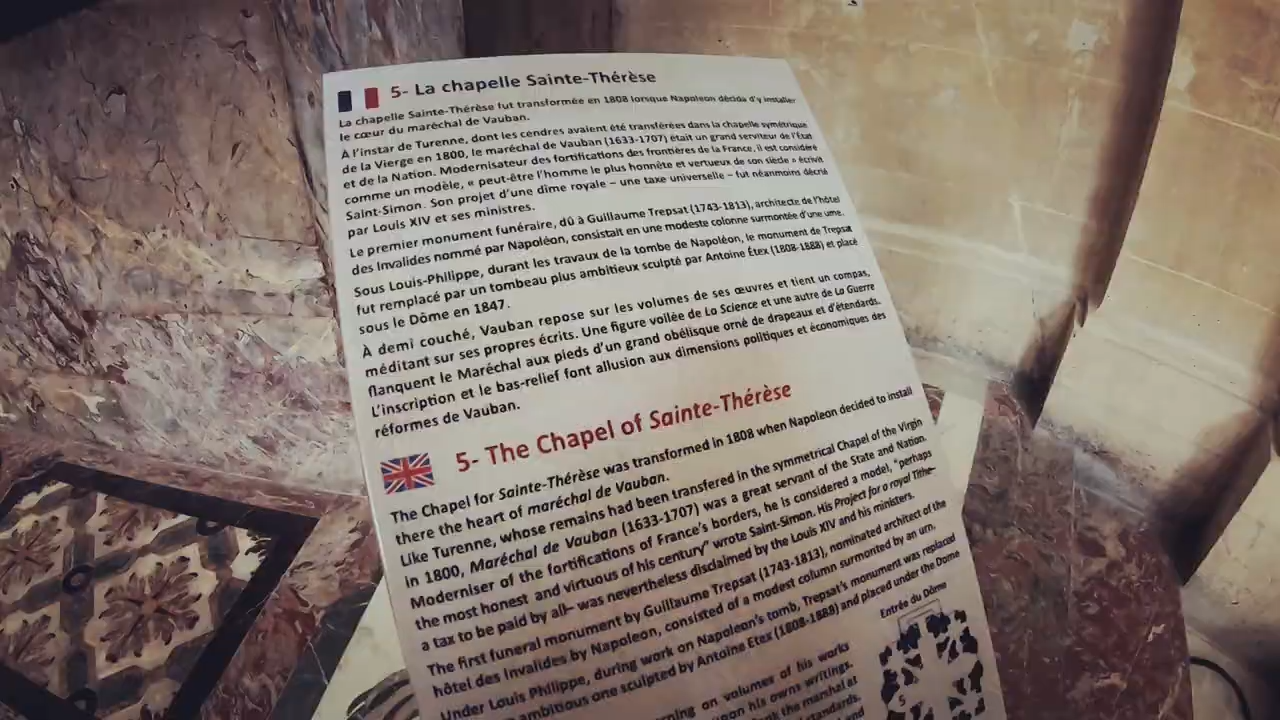 5- La chapelle Sainte-Thérèse
La chapelle Sainte-Thérèse fut transformée en 1808 lorsque Napoléon décida d'y installer
le cœur du maréchal de Vauban.
À l'instar de Turenne, dont les cendres avaient été transférées dans la chapelle symétrique
de la Vierge en 1800, le maréchal de Vauban (1633-1707) était un grand serviteur de l'État
et de la Nation. Modernisateur des fortifications des frontières de la France, il est considéré
comme un modèle, « peut-être l'homme le plus honnête et vertueux de son siècle » écrivit
Saint-Simon. Son projet d'une dîme royale – une taxe universelle – fut néanmoins décrié
par Louis XIV et ses ministres.
Le premier monument funéraire, dû à Guillaume Trepsat (1743-1813), architecte de l'hôtel
des Invalides nommé par Napoléon, consistait en une modeste colonne surmontée d'une urne.
Sous Louis-Philippe, durant les travaux de la tombe de Napoléon, le monument de Trepsat
fut remplacé par un tombeau plus ambitieux sculpté par Antoine Étex (1808-1888) et placé
sous le Dôme en 1847.
À demi couché, Vauban repose sur les volumes de ses œuvres et tient un compas,
méditant sur ses propres écrits. Une figure voilée de La Science et une autre de La Guerre
flanquent le Maréchal aux pieds d'un grand obélisque orné de drapeaux et d'étendards.
L'inscription et le bas-relief font allusion aux dimensions politiques et économiques des
réformes de Vauban.
5- The Chapel of Sainte-Thérèse
The Chapel for Sainte-Thérèse was transformed in 1808 when Napoleon decided to install
there the heart of maréchal de Vauban.
Like Turenne, whose remains had been transfered in the symmetrical Chapel of the Virgin
in 1800, Maréchal de Vauban (1633-1707) was a great servant of the State and Nation.
Moderniser of the fortifications of France's borders, he is considered a model, "perhaps
the most honest and virtuous of his century" wrote Saint-Simon. His Project for a royal Tithe–
a tax to be paid by all– was nevertheless disclaimed by the Louis XIV and his ministers.
The first funeral monument by Guillaume Trepsat (1743-1813), nominated architect of the
hôtel des Invalides by Napoleon, consisted of a modest column surmounted by an urn.
Under Louis Philippe, during work on Napoleon's tomb, Trepsat's monument was replaced
ambitious one sculpted by Antoine Etex (1808-1888) and placed under the Dome
on volumes of his works
upon his owns writings.
the marshal at
standards.
and
Entrée du Dôme
5